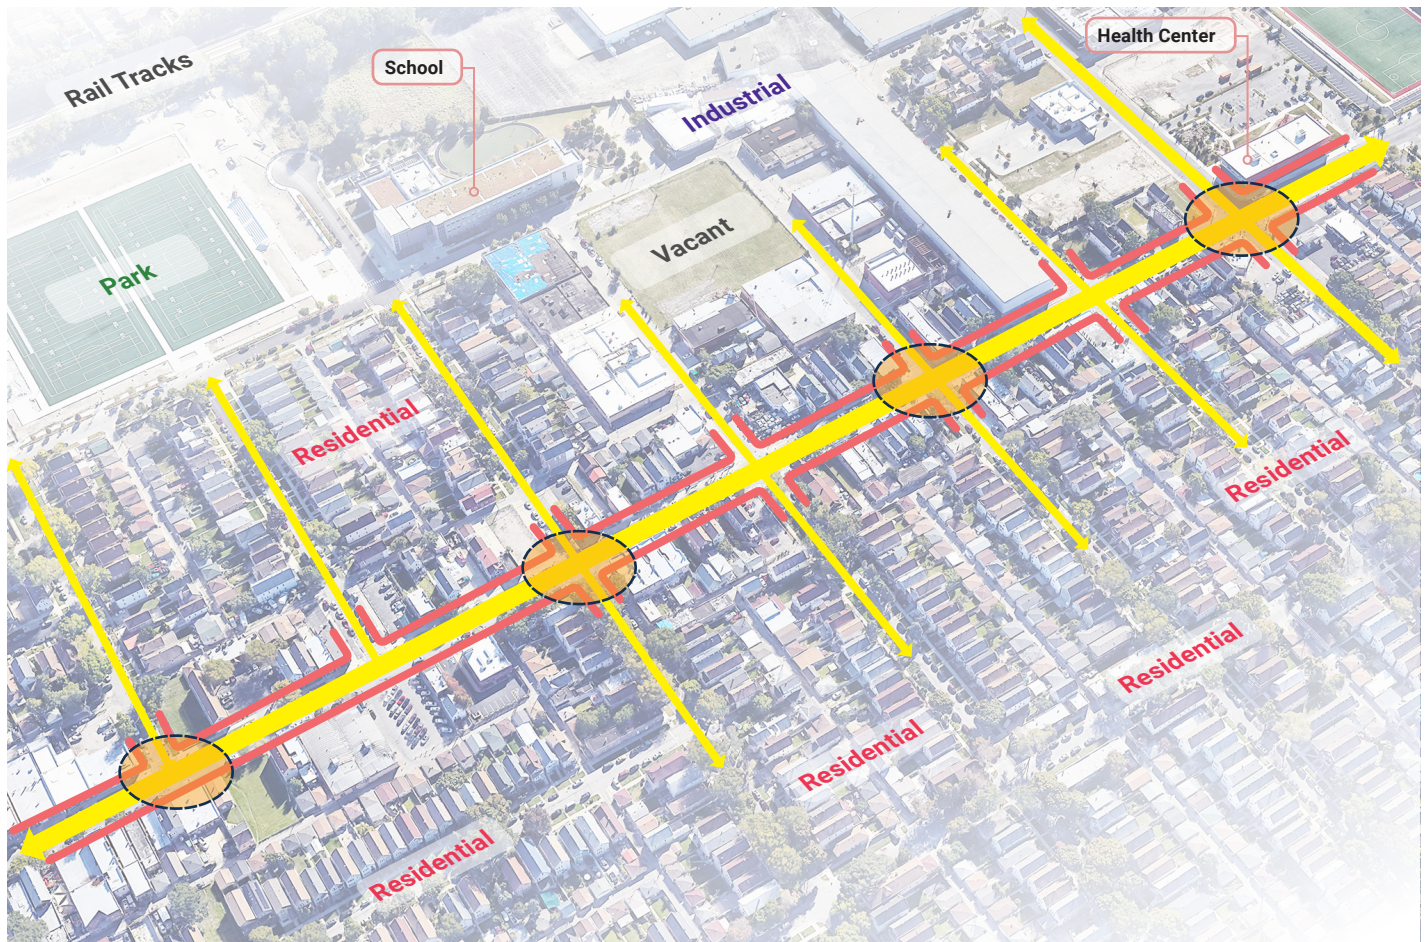 Health Center
Rail Tracks
School
Industrial
Vacant
Park
Residential
Residential
Residential
Residential
Residential